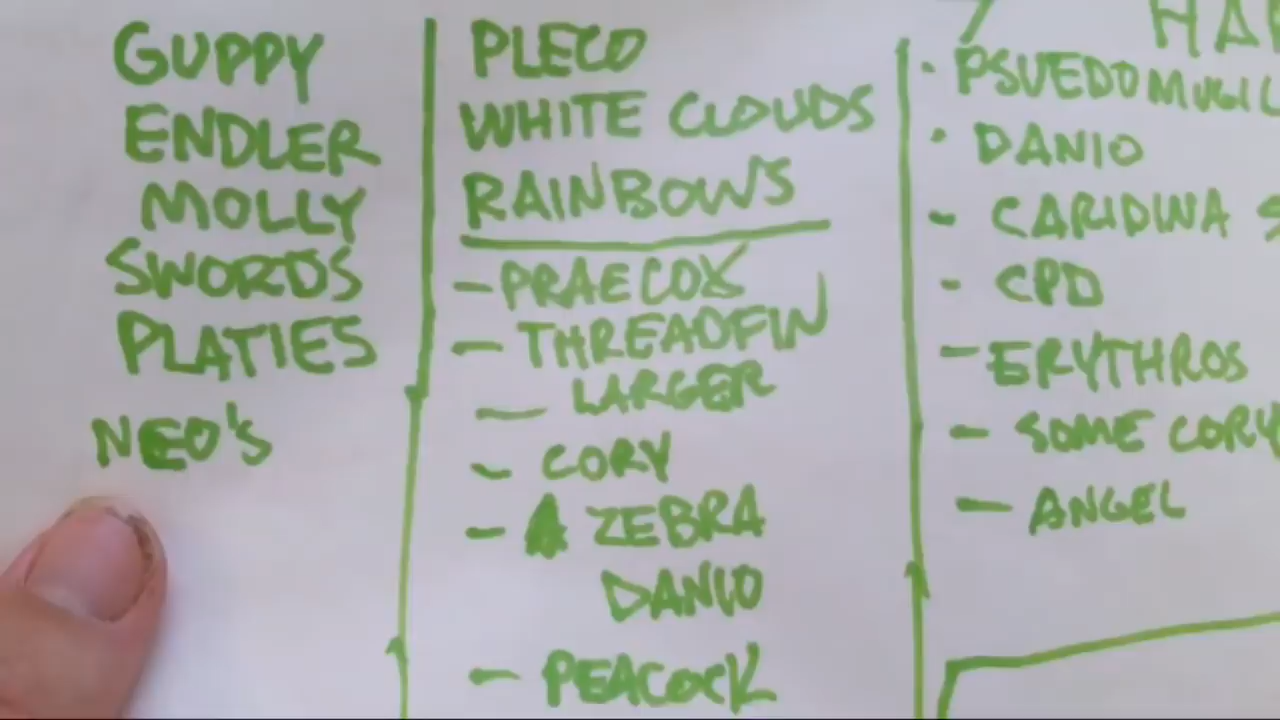 GUPPY
ENDLER
MOLLY
SWORDS
PLATIES
NEO'S
PLECO
WHITE CLOUDS
RAINBOWS
- PRAECOX
- THREADFIN
- LARGER
- CORY
- ZEBRA
DANIO
- PEACOCK
· PSUEDOMUGIL
· DANIO
- CARIDINA
- CPD
- ERYTHROS
- SOME CORY
- ANGEL